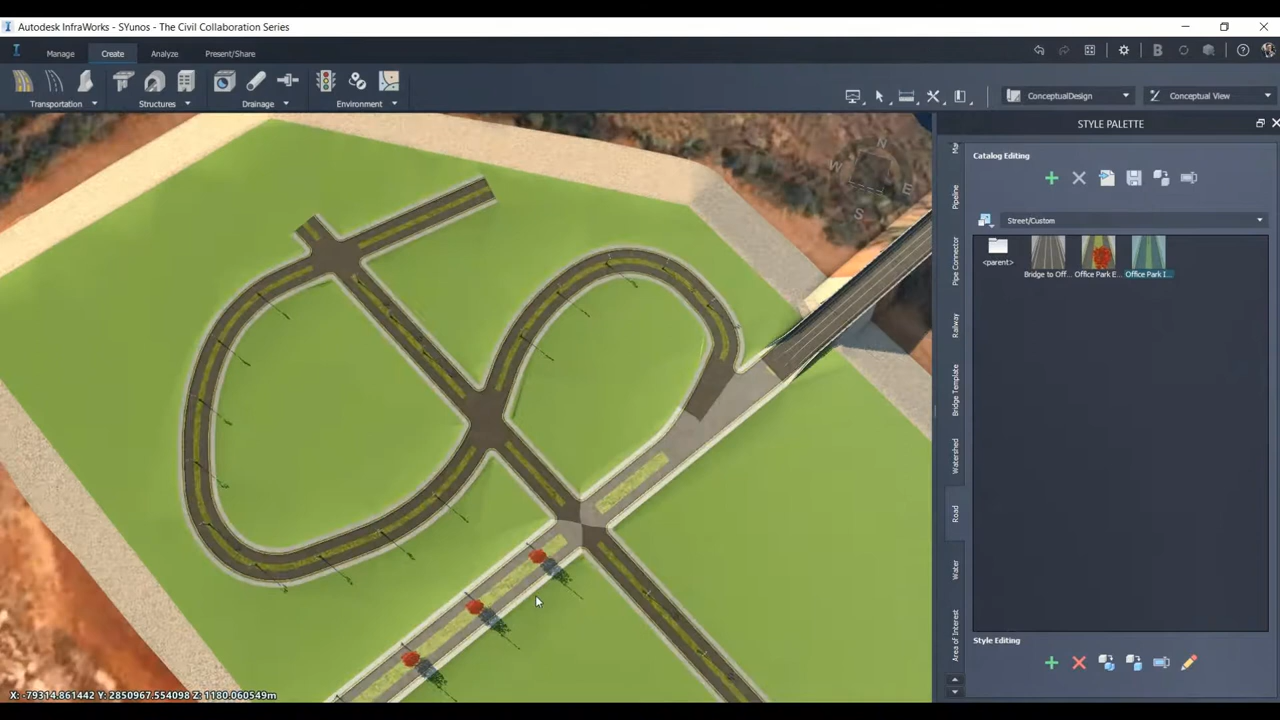 Autodesk InfraWorks - SYunos - The Civil Collaboration Series
Manage
Create
Analyze
Present/Share
Transportation
Structures
Drainage
Environment
ConceptualDesign
Conceptual View
STYLE PALETTE
Catalog Editing
Street/Custom
<parent>
Bridge to Off...
Office Park E...
Office Park I...
Pipeline
Pipe Connector
Railway
Bridge Template
Watershed
Road
Water
Area of Interest
N
W
E
S
Style Editing
X: -79314.861442 Y: 2850967.554098 Z: 1180.060549m